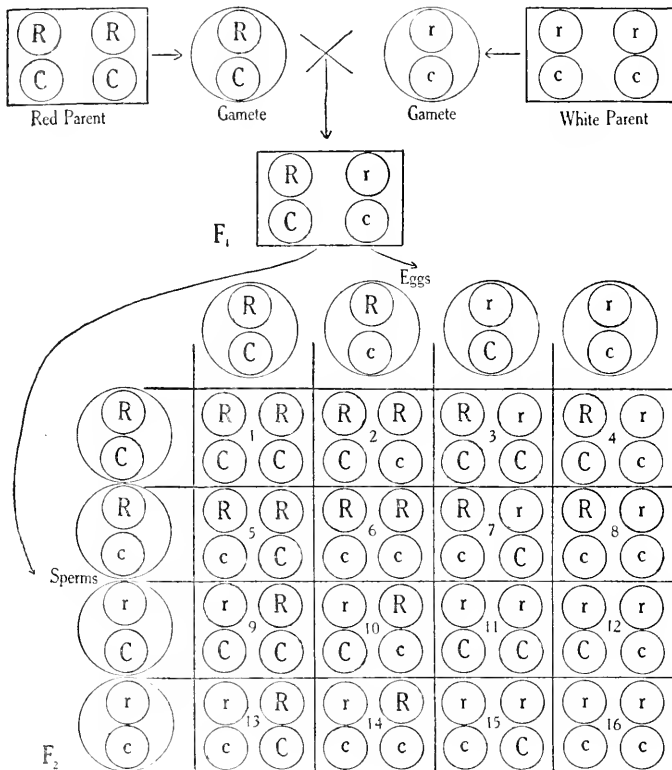 R R R r r r
C C C c c c
Red Parent Gamete Gamete White Parent
R r
C c
F1
Eggs
R R r r
C c C c
R R R R R R r R r
1 2 3 4
C C C C c C C C c
R R R R R R r R r
5 6 7 8
c c C c c c C c c
Sperms
r r R r R r r r r
9 10 11 12
C C C C c C C C c
r r R r R r r r r
13 14 15 16
c c C c c c C c c
F2